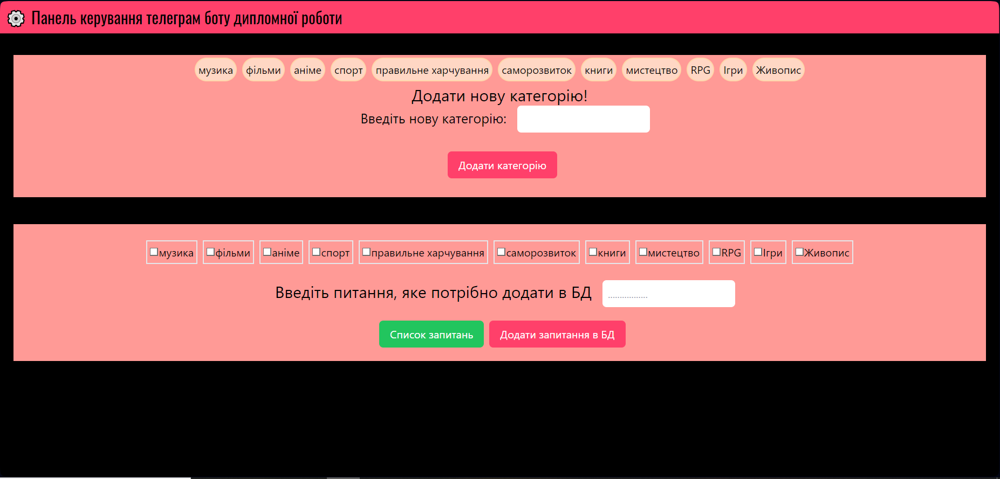 Панель керування телеграм боту дипломної роботи
музика фільми аніме спорт правильне харчування саморозвиток книги мистецтво RPG Ігри Живопис
Додати нову категорію!
Введіть нову категорію:
Додати категорію
музика фільми аніме спорт правильне харчування саморозвиток книги мистецтво RPG Ігри Живопис
Введіть питання, яке потрібно додати в БД .................
Список запитань Додати запитання в БД